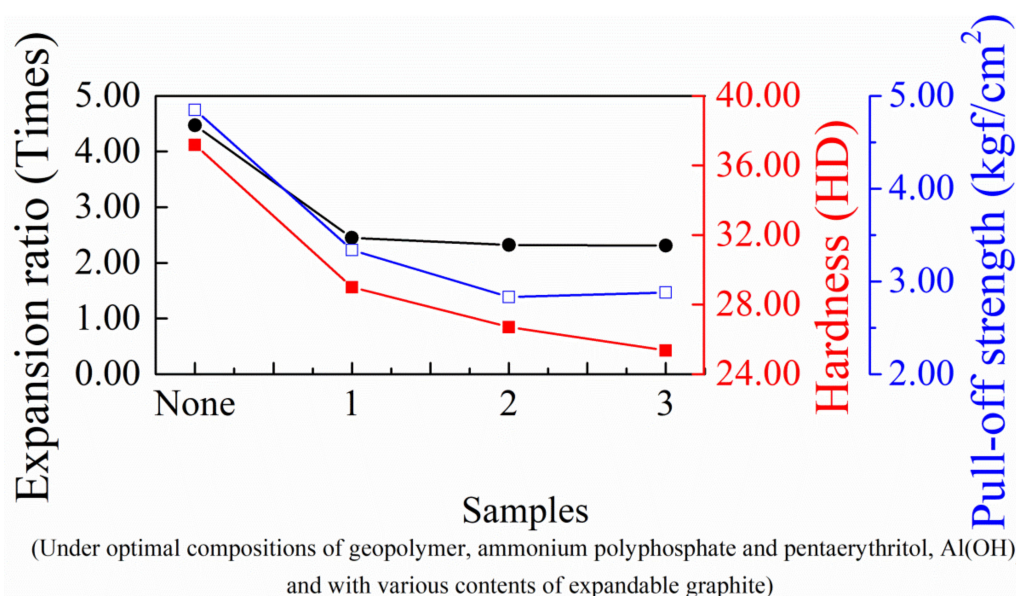 Expansion ratio (Times)
5.00
4.00
3.00
2.00
1.00
0.00
None 1 2 3
40.00
36.00
32.00
28.00
24.00
Hardness (HD)
5.00
4.00
3.00
2.00
Pull-off strength (kgf/cm²)
Samples
(Under optimal compositions of geopolymer, ammonium polyphosphate and pentaerythritol, Al(OH)
and with various contents of expandable graphite)